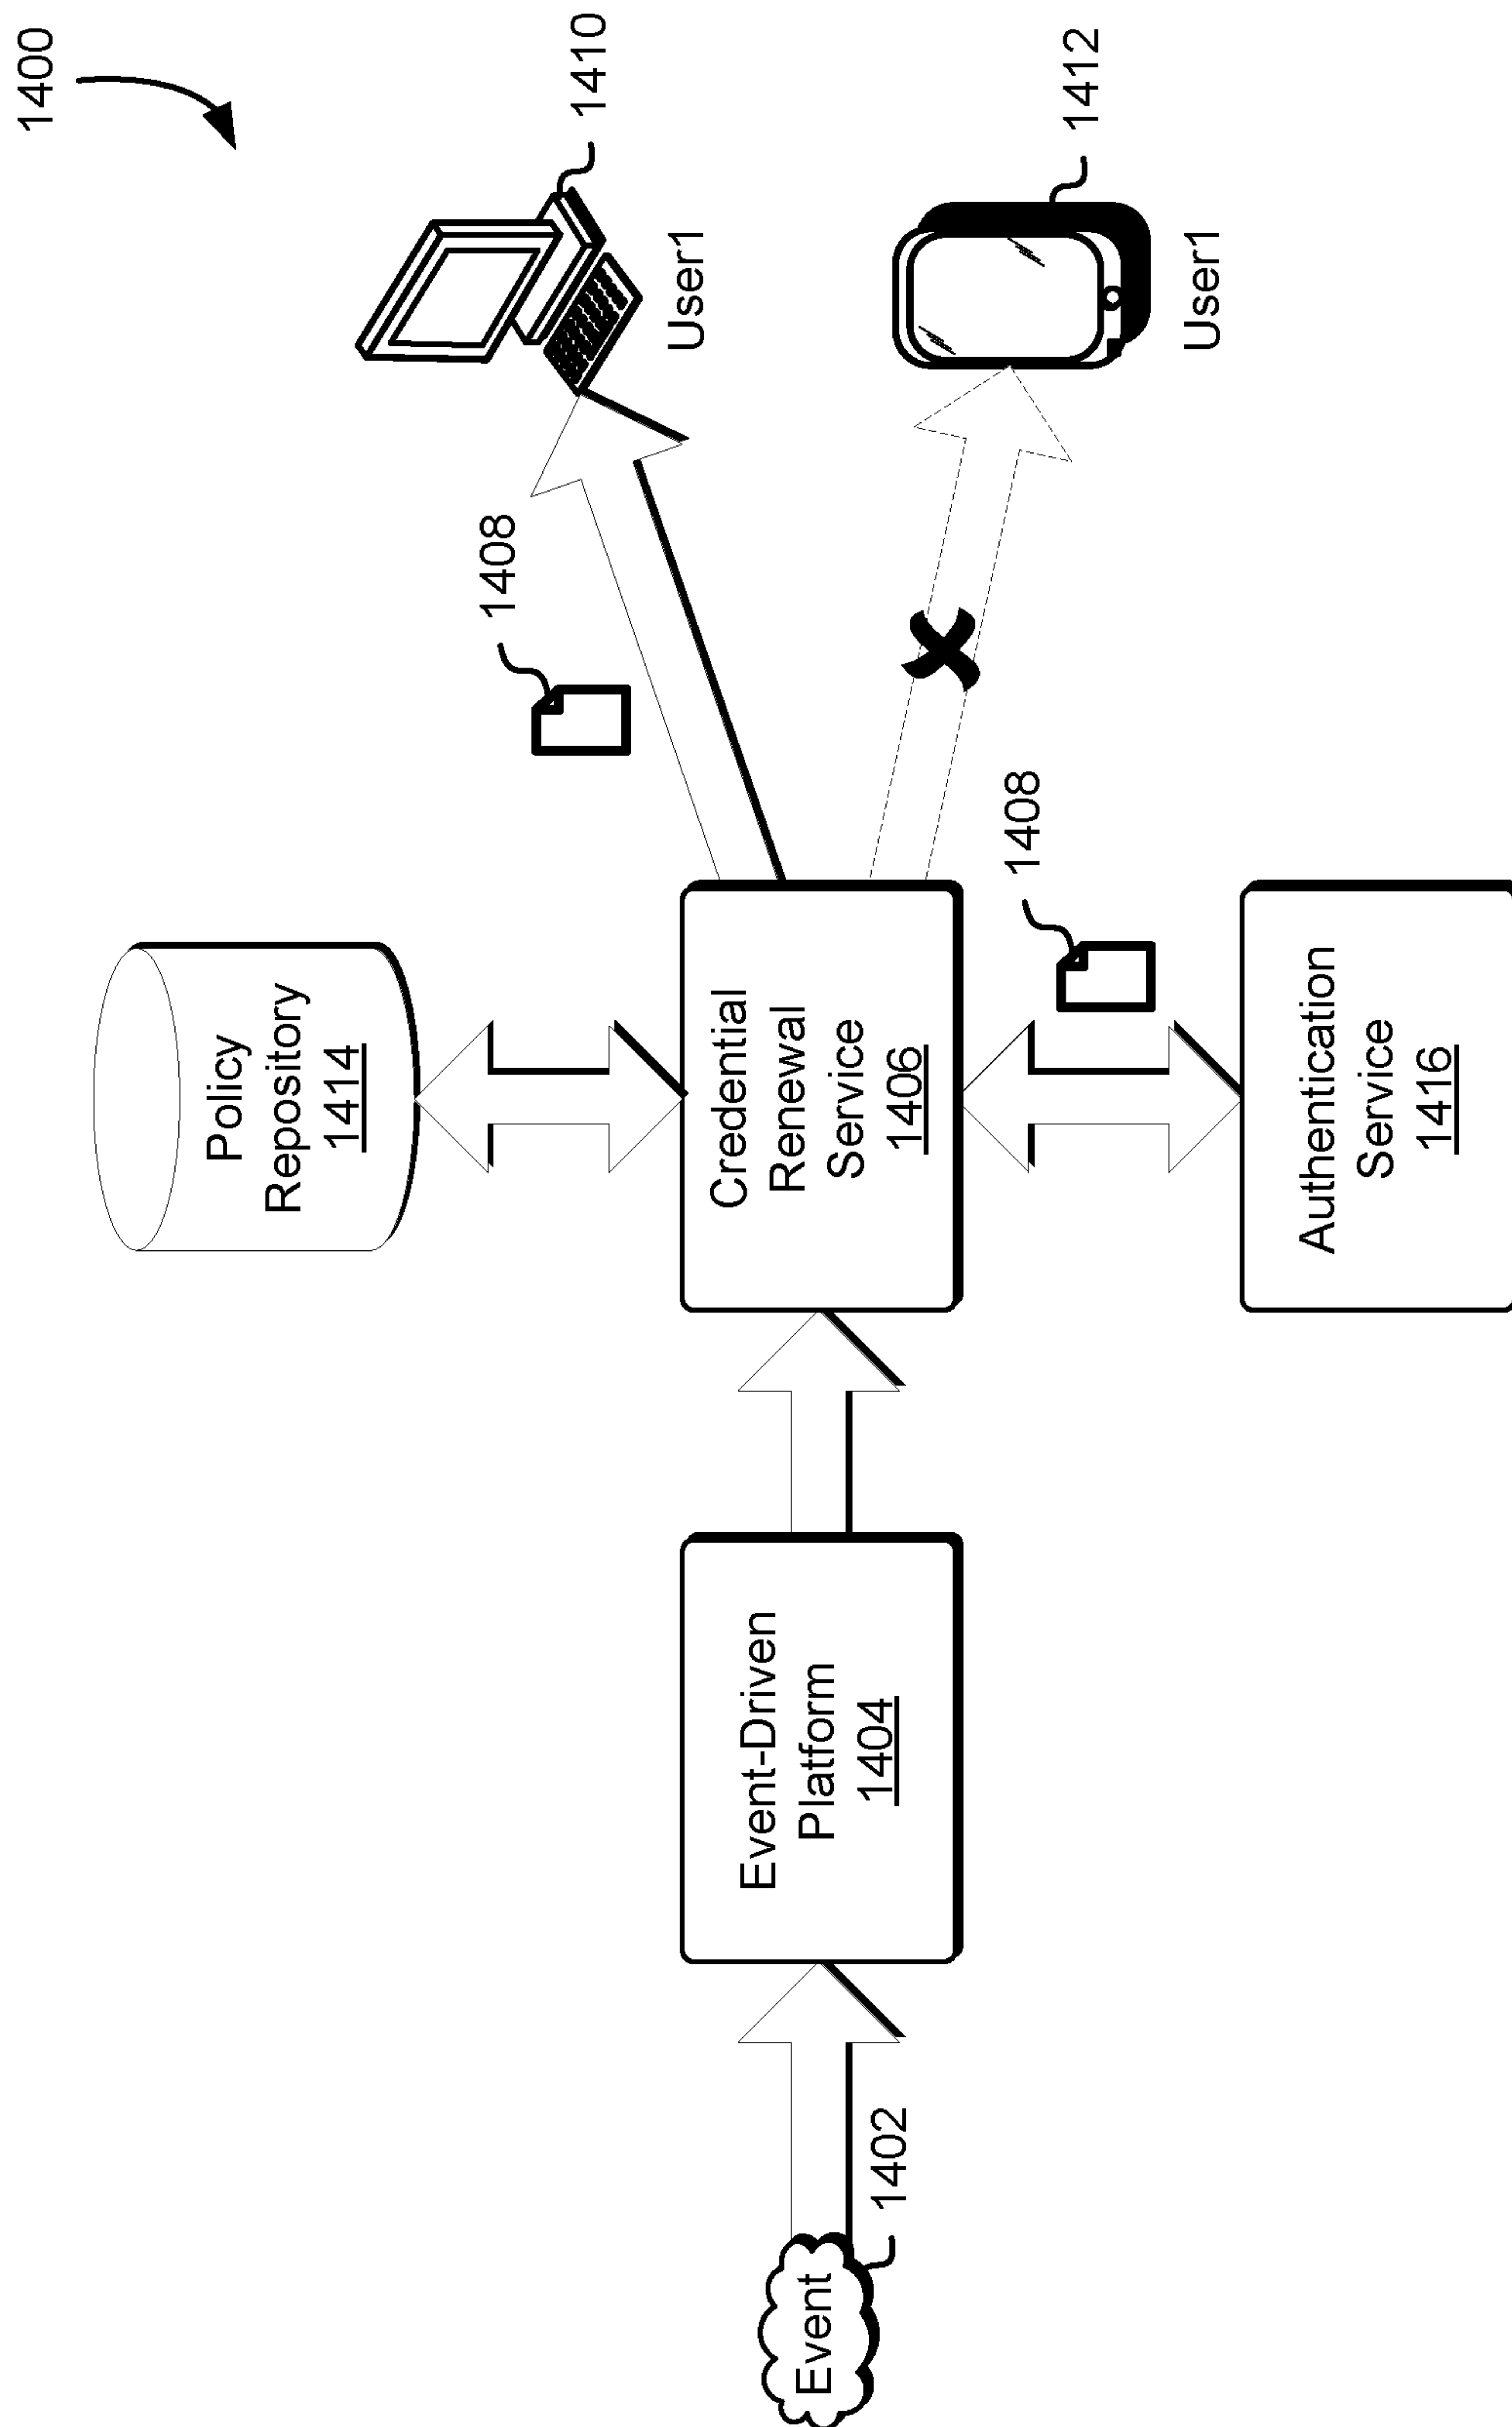 1400
Policy
Repository
1414
1408
1410
User1
Event
1402
Event-Driven
Platform
1404
Credential
Renewal
Service
1406
1412
User1
1408
Authentication
Service
1416